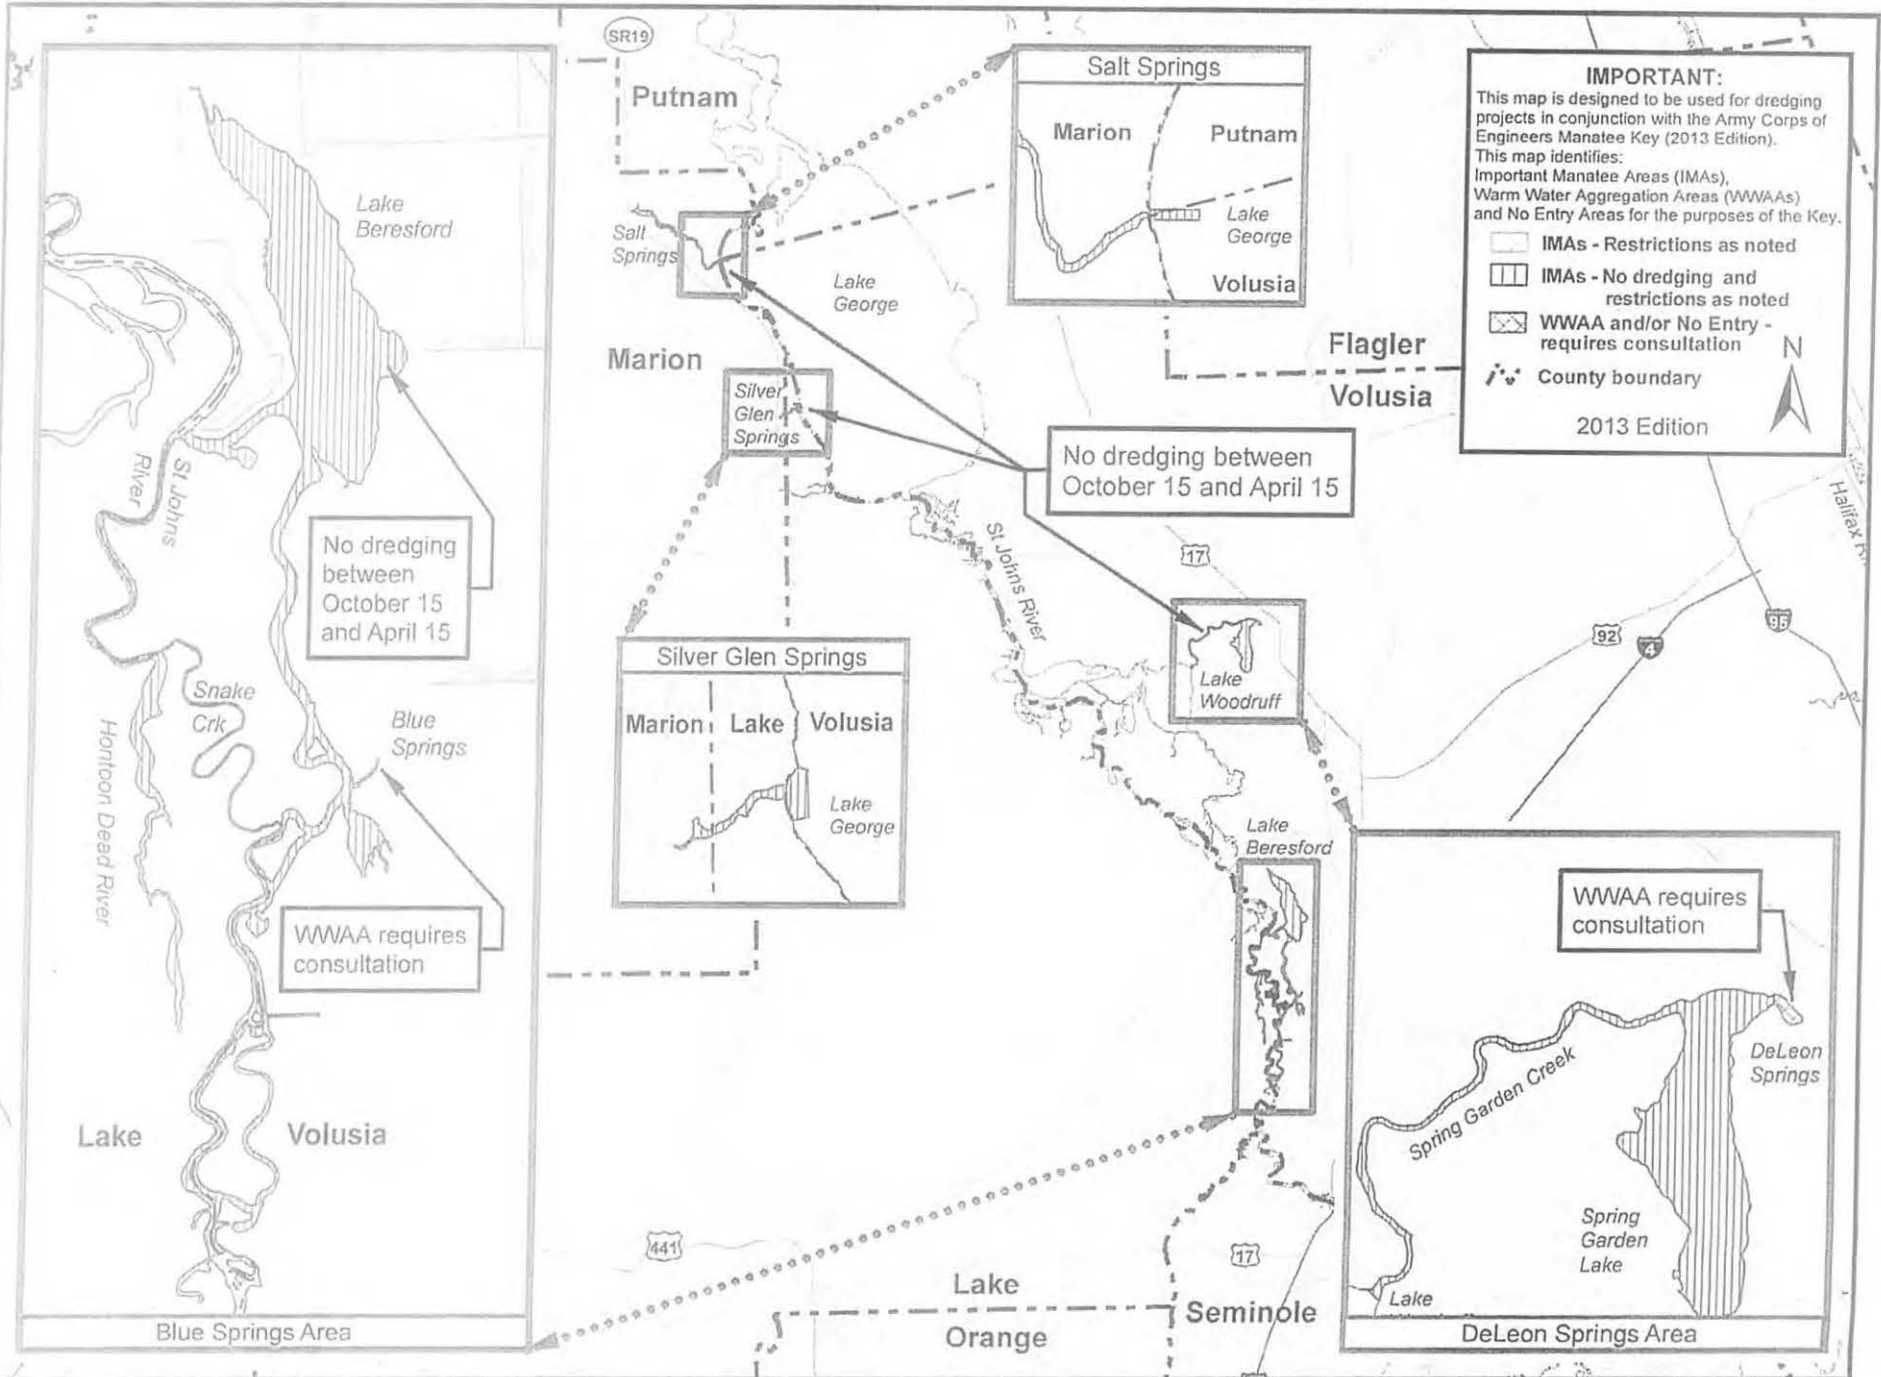 SR19
Putnam
Salt Springs
Marion
Putnam
Lake
George
Volusia
IMPORTANT:
This map is designed to be used for dredging
projects in conjunction with the Army Corps of
Engineers Manatee Key (2013 Edition).
This map identifies:
Important Manatee Areas (IMAs),
Warm Water Aggregation Areas (WWAAs)
and No Entry Areas for the purposes of the Key.
IMAs - Restrictions as noted
IMAs - No dredging and
restrictions as noted
WWAA and/or No Entry -
requires consultation
County boundary
N
2013 Edition
Lake
Beresford
St Johns
River
No dredging
between
October 15
and April 15
Snake
Crk
Blue
Springs
Hontoon Dead River
WWAA requires
consultation
Lake
Volusia
Blue Springs Area
Salt
Springs
Lake
George
Marion
Silver
Glen
Springs
Flagler
Volusia
No dredging between
October 15 and April 15
St Johns River
17
Halifax R.
92
4
95
Silver Glen Springs
Marion
Lake
Volusia
Lake
George
Lake
Woodruff
Lake
Beresford
WWAA requires
consultation
DeLeon
Springs
Spring Garden Creek
Spring
Garden
Lake
Lake
DeLeon Springs Area
441
17
Lake
Orange
Seminole